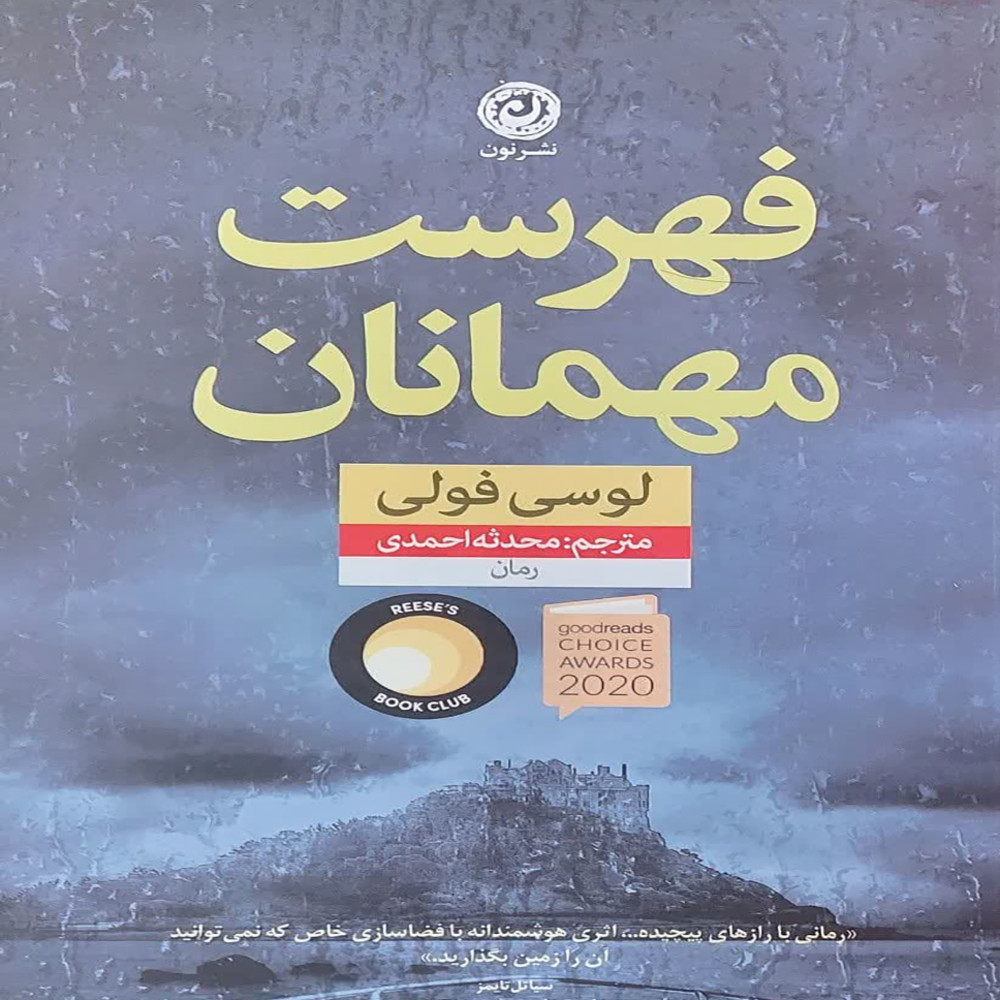 نشر نون
فهرست
مهمانان
لوسی فولی
مترجم: محدثه احمدی
رمان
REESE'S
BOOK CLUB
goodreads
CHOICE
AWARDS
2020
«رمانی با رازهای پیچیده... اثری هوشمندانه با فضاسازی خاص که نمی‌توانید
آن را زمین بگذارید.»
سیاتل تایمز